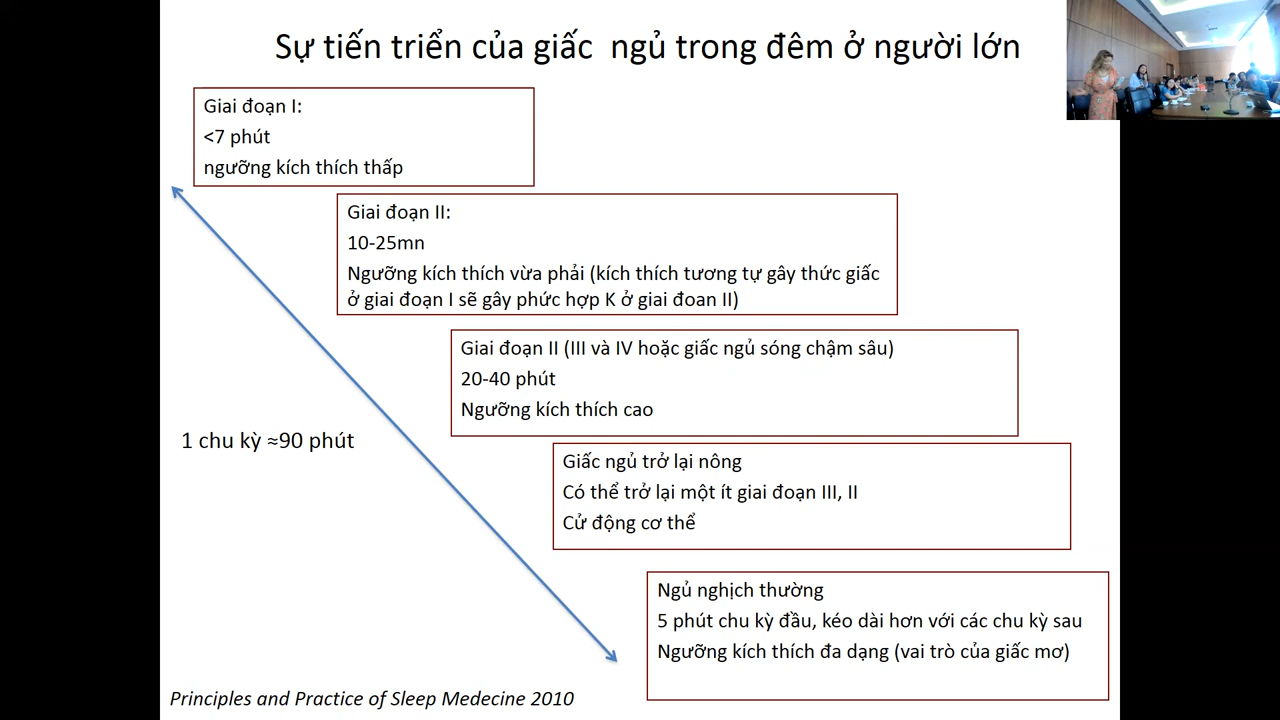 Sự tiến triển của giấc ngủ trong đêm ở người lớn
Giai đoạn I:
<7 phút
ngưỡng kích thích thấp
Giai đoạn II:
10-25mn
Ngưỡng kích thích vừa phải (kích thích tương tự gây thức giấc
ở giai đoạn I sẽ gây phức hợp K ở giai đoan II)
Giai đoạn II (III và IV hoặc giấc ngủ sóng chậm sâu)
20-40 phút
Ngưỡng kích thích cao
1 chu kỳ ≈90 phút
Giấc ngủ trở lại nông
Có thể trở lại một ít giai đoạn III, II
Cử động cơ thể
Ngủ nghịch thường
5 phút chu kỳ đầu, kéo dài hơn với các chu kỳ sau
Ngưỡng kích thích đa dạng (vai trò của giấc mơ)
Principles and Practice of Sleep Medecine 2010